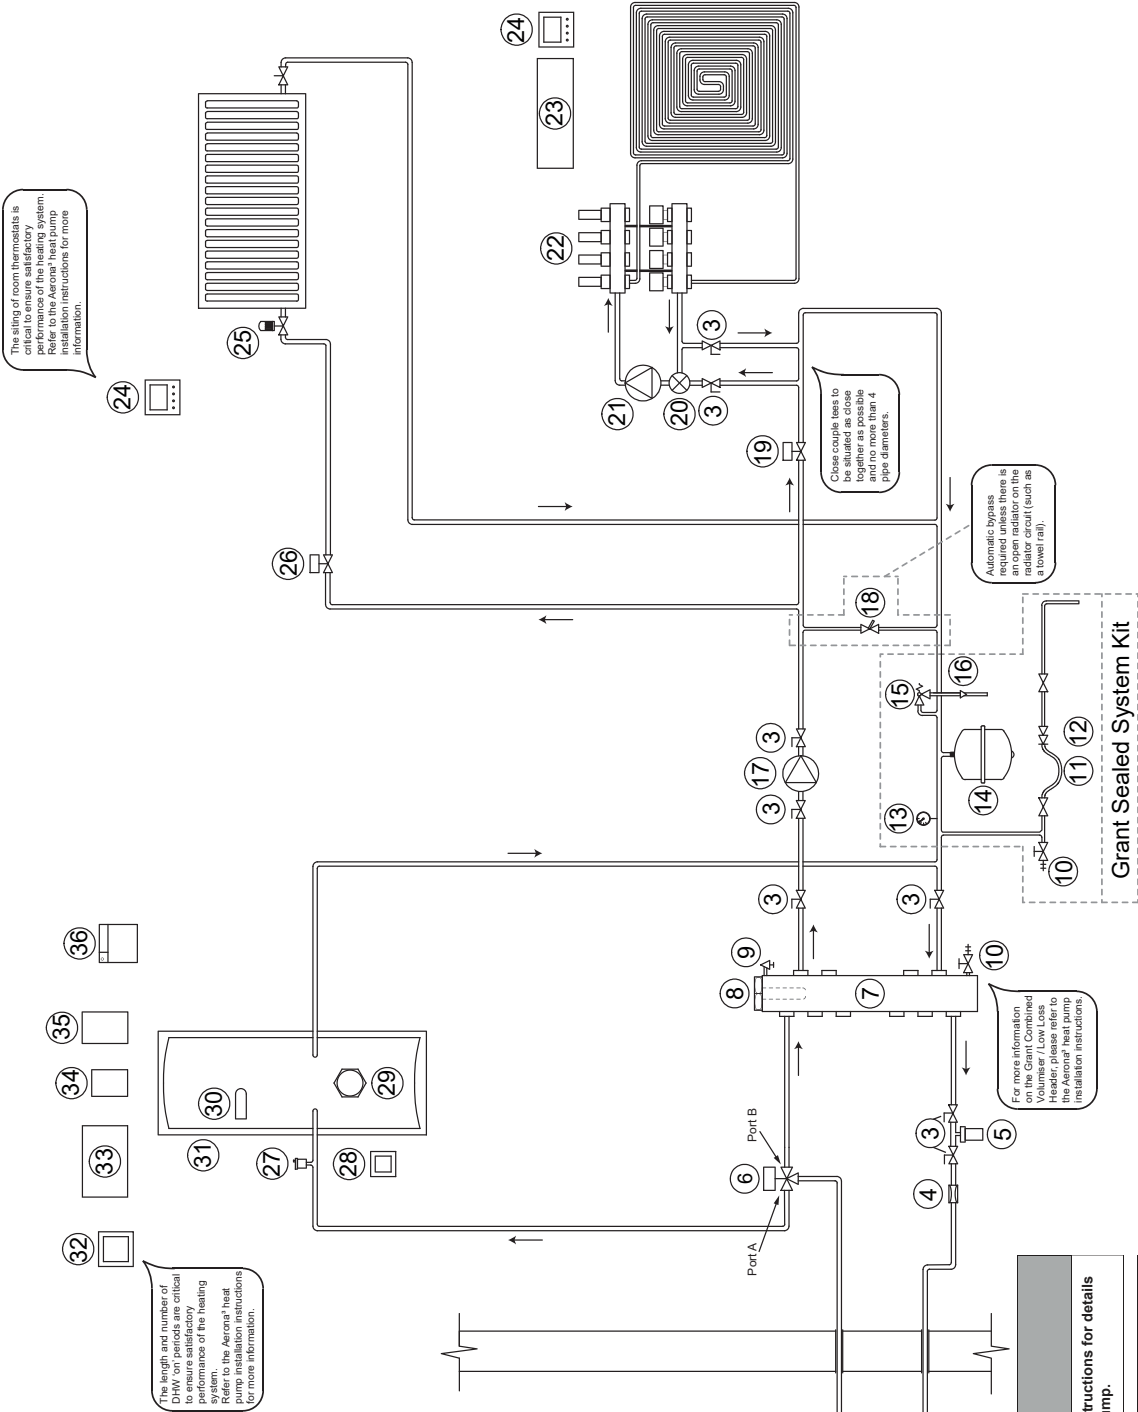 24
23
22
The siting of room thermostats is
critical to ensure satisfactory
performance of the heating system.
Refer to the Aerona³ heat pump
installation instructions for more
information.
25
24
3
21
20
3
19
Close couple tees to
be situated as close
together as possible
and no more than 4
pipe diameters.
26
Automatic bypass
required unless there is
an open radiator on the
radiator circuit (such as
a towel rail).
18
15
16
3
17
3
12
11
14
13
10
Grant Sealed System Kit
3
3
36
9
8
7
10
35
34
33
30
29
31
27
28
For more information
on the Grant Combined
Volumiser / Low Loss
Header, please refer to
the Aerona³ heat pump
installation instructions.
Port B
6
Port A
3
5
4
32
The length and number of
DHW 'on' periods are critical
to ensure satisfactory
performance of the heating
system.
Refer to the Aerona³ heat
pump installation instructions
for more information.
tructions for details
mp.